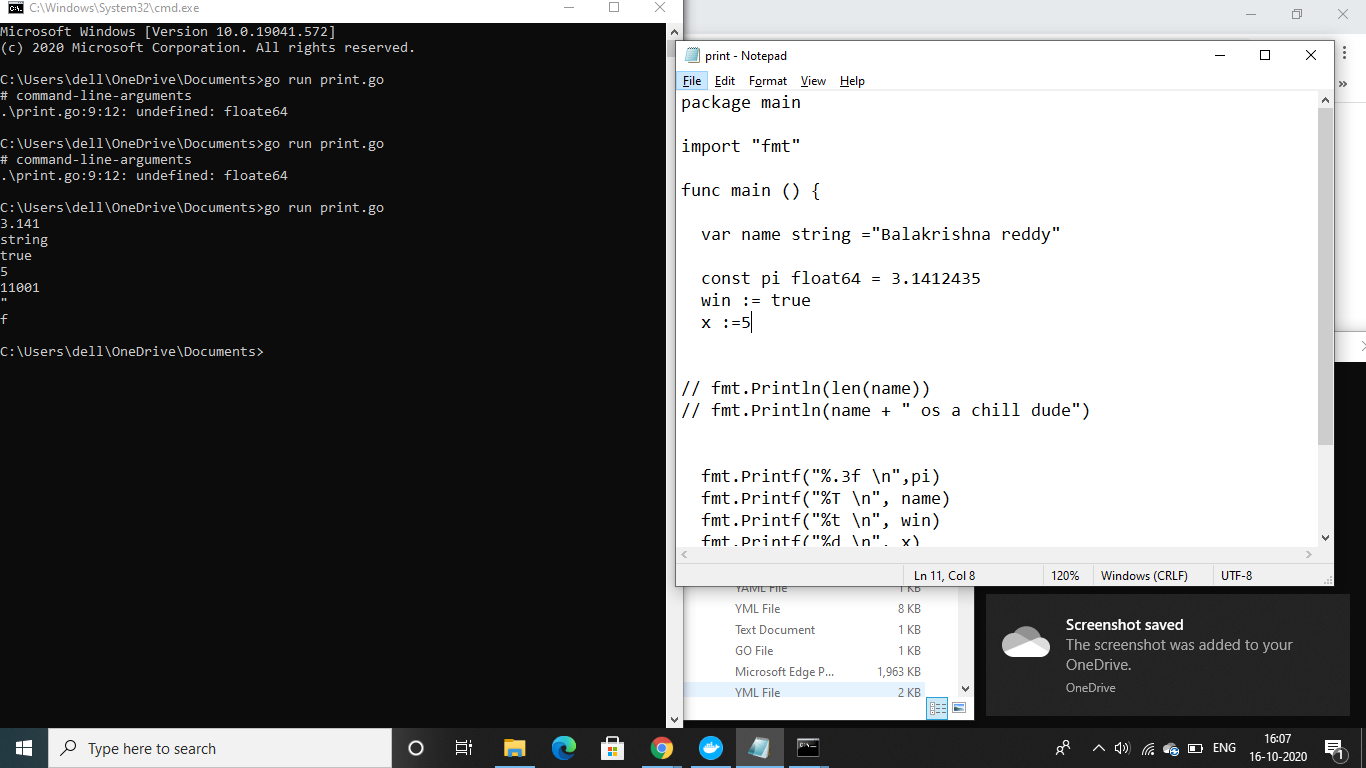 C:\Windows\System32\cmd.exe
Microsoft Windows [Version 10.0.19041.572]
(c) 2020 Microsoft Corporation. All rights reserved.
C:\Users\dell\OneDrive\Documents>go run print.go
# command-line-arguments
.\print.go:9:12: undefined: floate64
C:\Users\dell\OneDrive\Documents>go run print.go
# command-line-arguments
.\print.go:9:12: undefined: floate64
C:\Users\dell\OneDrive\Documents>go run print.go
3.141
string
true
5
11001
"
f
C:\Users\dell\OneDrive\Documents>
print - Notepad
File Edit Format View Help
package main
import "fmt"
func main () {
var name string ="Balakrishna reddy"
const pi float64 = 3.1412435
win := true
x :=5
// fmt.Println(len(name))
// fmt.Println(name + " os a chill dude")
fmt.Printf("%.3f \n",pi)
fmt.Printf("%T \n", name)
fmt.Printf("%t \n", win)
fmt.Printf("%d \n", x)
Ln 11, Col 8 120% Windows (CRLF) UTF-8
YAML File 1 KB
YML File 8 KB
Text Document 1 KB
GO File 1 KB
Microsoft Edge P... 1,963 KB
YML File 2 KB
Screenshot saved
The screenshot was added to your
OneDrive.
OneDrive
Type here to search
ENG
16:07
16-10-2020
1